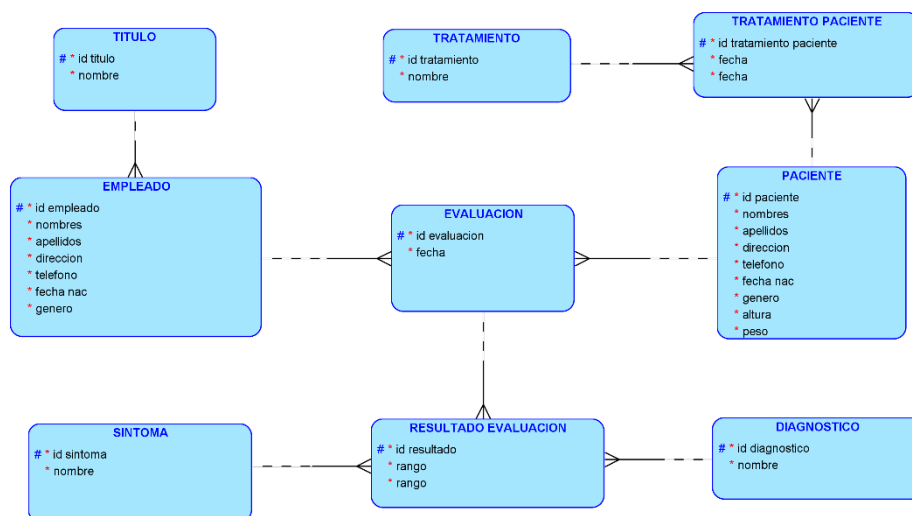 TITULO
# * id titulo
* nombre
TRATAMIENTO
# * id tratamiento
* nombre
TRATAMIENTO PACIENTE
# * id tratamiento paciente
* fecha
* fecha
EMPLEADO
# * id empleado
* nombres
* apellidos
* direccion
* telefono
* fecha nac
* genero
EVALUACION
# * id evaluacion
* fecha
PACIENTE
# * id paciente
* nombres
* apellidos
* direccion
* telefono
* fecha nac
* genero
* altura
* peso
SINTOMA
# * id sintoma
* nombre
RESULTADO EVALUACION
# * id resultado
* rango
* rango
DIAGNOSTICO
# * id diagnostico
* nombre